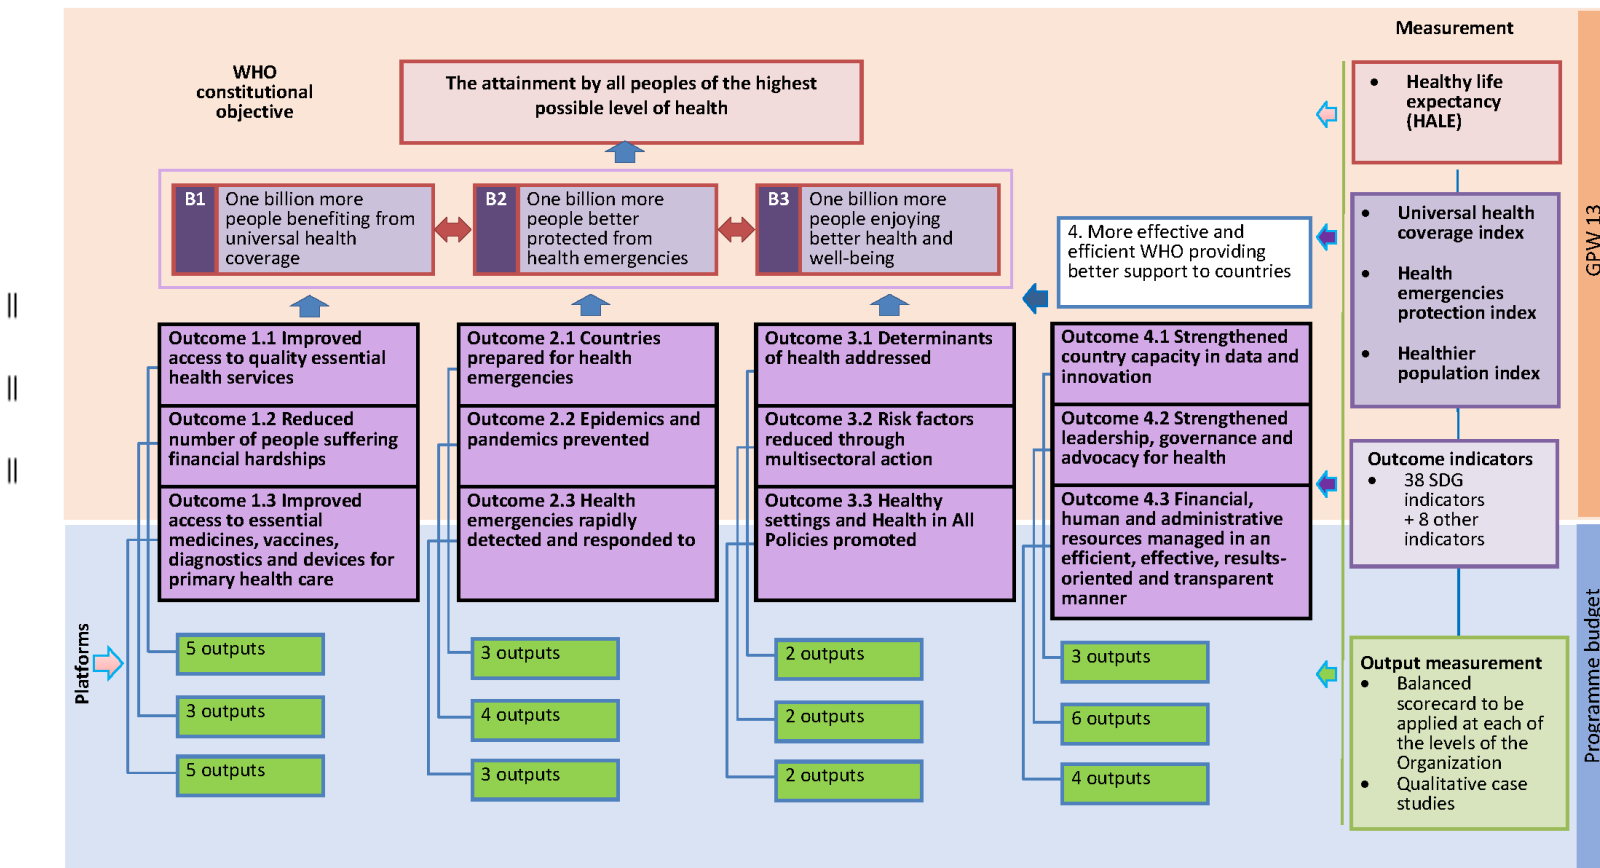 Measurement
WHO
constitutional
objective
The attainment by all peoples of the highest
possible level of health
• Healthy life
expectancy
(HALE)
B1
One billion more
people benefiting from
universal health
coverage
B2
One billion more
people better
protected from
health emergencies
B3
One billion more
people enjoying
better health and
well-being
4. More effective and
efficient WHO providing
better support to countries
• Universal health
coverage index
• Health
emergencies
protection index
• Healthier
population index
GPW 13
=
=
=
Outcome 1.1 Improved
access to quality essential
health services
Outcome 1.2 Reduced
number of people suffering
financial hardships
Outcome 1.3 Improved
access to essential
medicines, vaccines,
diagnostics and devices for
primary health care
Outcome 2.1 Countries
prepared for health
emergencies
Outcome 2.2 Epidemics and
pandemics prevented
Outcome 2.3 Health
emergencies rapidly
detected and responded to
Outcome 3.1 Determinants
of health addressed
Outcome 3.2 Risk factors
reduced through
multisectoral action
Outcome 3.3 Healthy
settings and Health in All
Policies promoted
Outcome 4.1 Strengthened
country capacity in data and
innovation
Outcome 4.2 Strengthened
leadership, governance and
advocacy for health
Outcome 4.3 Financial,
human and administrative
resources managed in an
efficient, effective, results-
oriented and transparent
manner
Outcome indicators
• 38 SDG
indicators
+ 8 other
indicators
Platforms
5 outputs
3 outputs
5 outputs
3 outputs
4 outputs
3 outputs
2 outputs
2 outputs
2 outputs
3 outputs
6 outputs
4 outputs
Output measurement
• Balanced
scorecard to be
applied at each of
the levels of the
Organization
• Qualitative case
studies
Programme budget